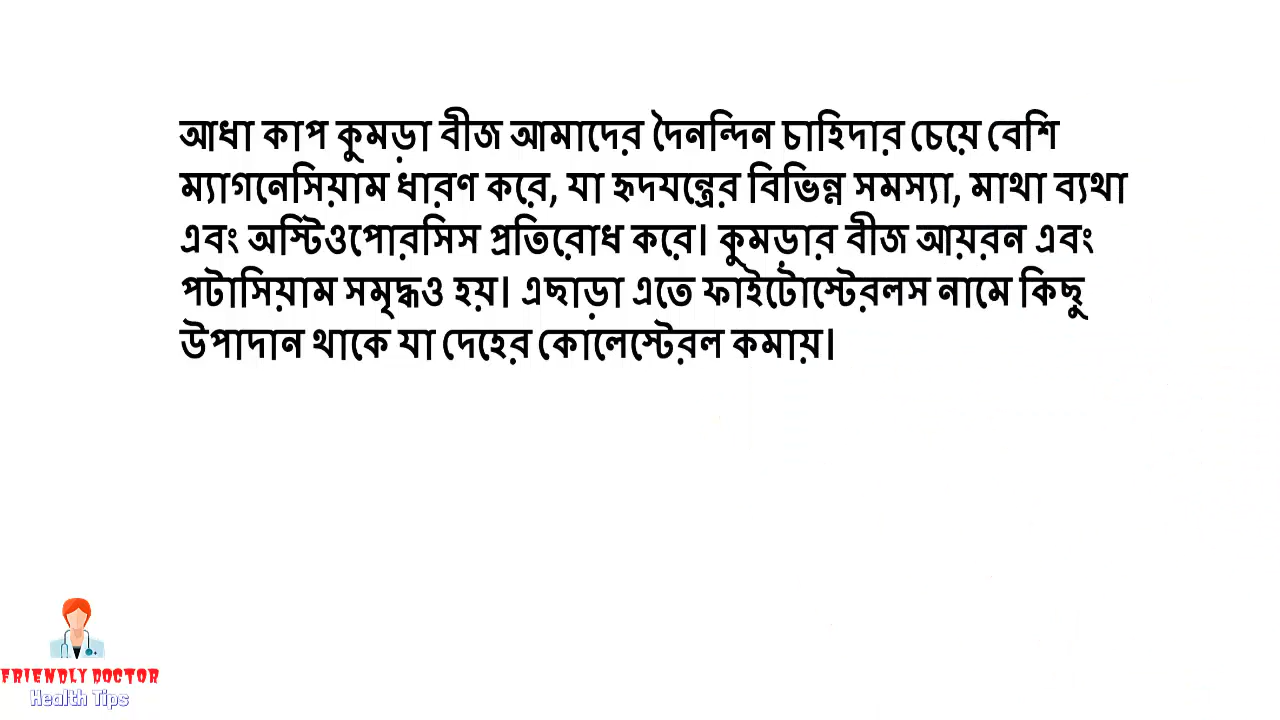 আধা কাপ কুমড়া বীজ আমাদের দৈনন্দিন চাহিদার চেয়ে বেশি
ম্যাগনেসিয়াম ধারণ করে, যা হৃদযন্ত্রের বিভিন্ন সমস্যা, মাথা ব্যথা
এবং অস্টিওপোরসিস প্রতিরোধ করে। কুমড়ার বীজ আয়রন এবং
পটাসিয়াম সমৃদ্ধও হয়। এছাড়া এতে ফাইটোস্টেরলস নামে কিছু
উপাদান থাকে যা দেহের কোলেস্টেরল কমায়।
FRIENDLY DOCTOR
Health Tips